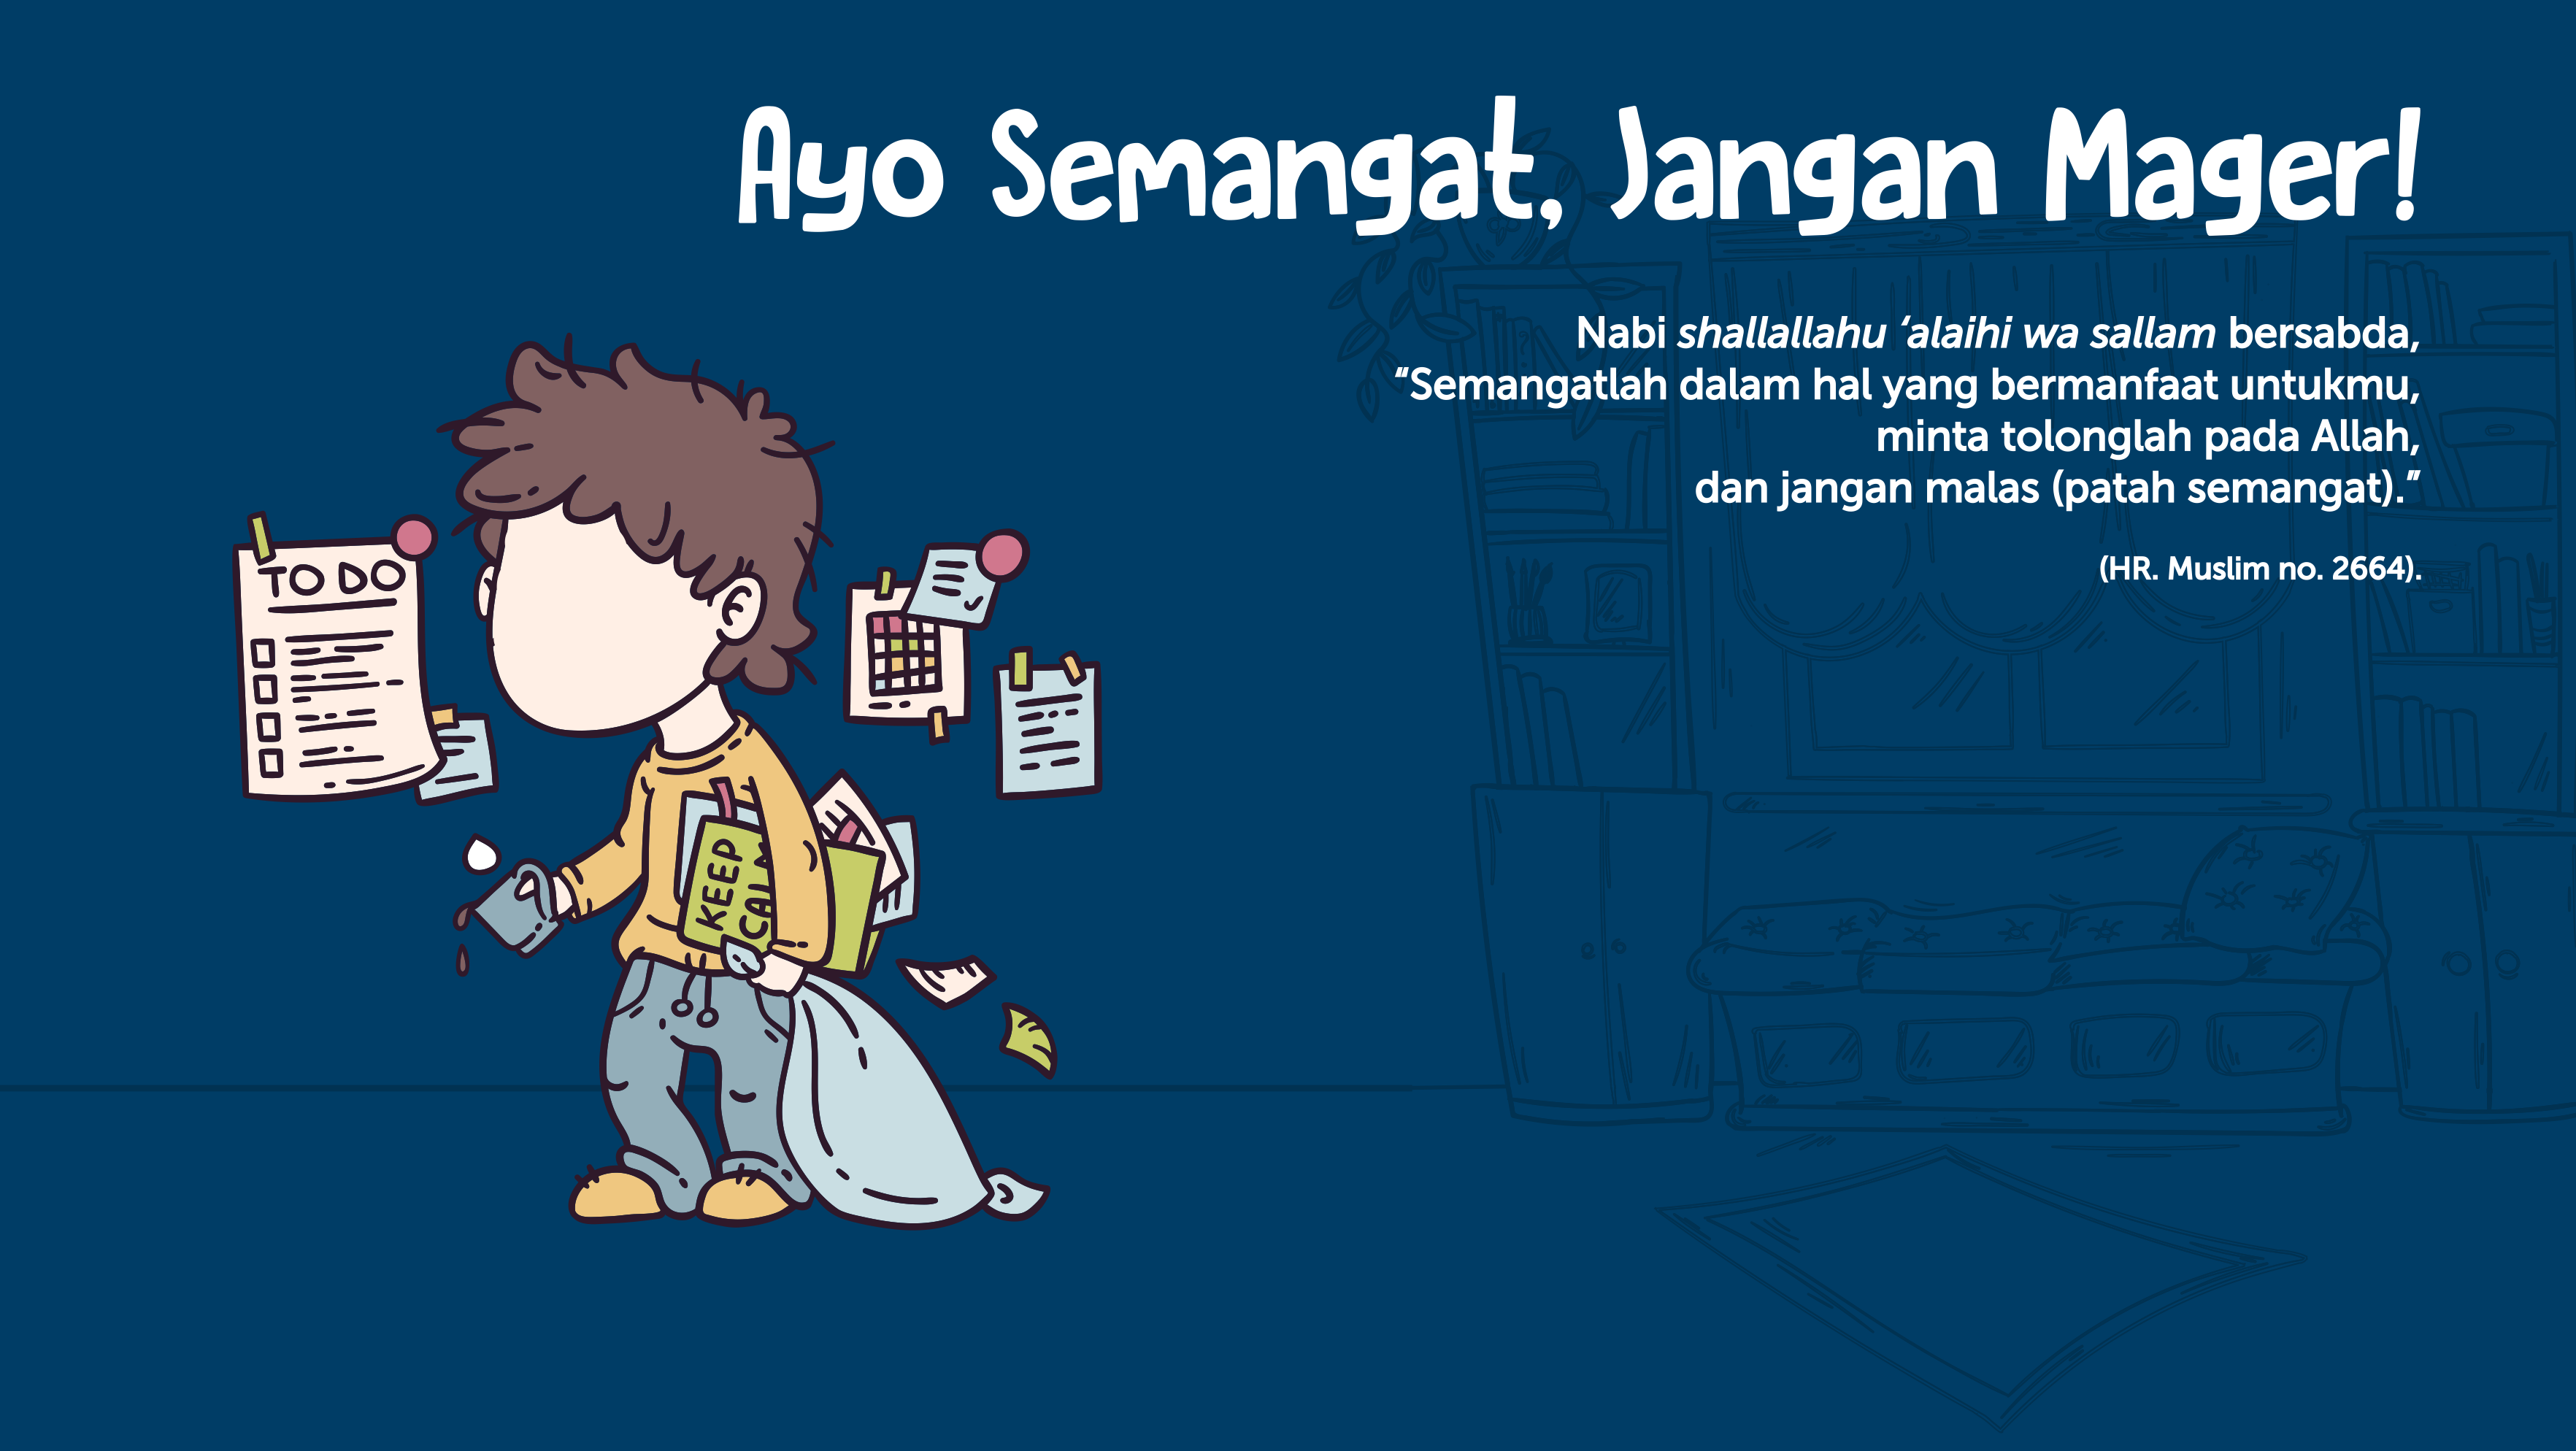 Ayo Semangat, Jangan Mager!
Nabi shallallahu ‘alaihi wa sallam bersabda,
“Semangatlah dalam hal yang bermanfaat untukmu,
minta tolonglah pada Allah,
dan jangan malas (patah semangat).”
(HR. Muslim no. 2664).
TO DO
KEEP
CALM